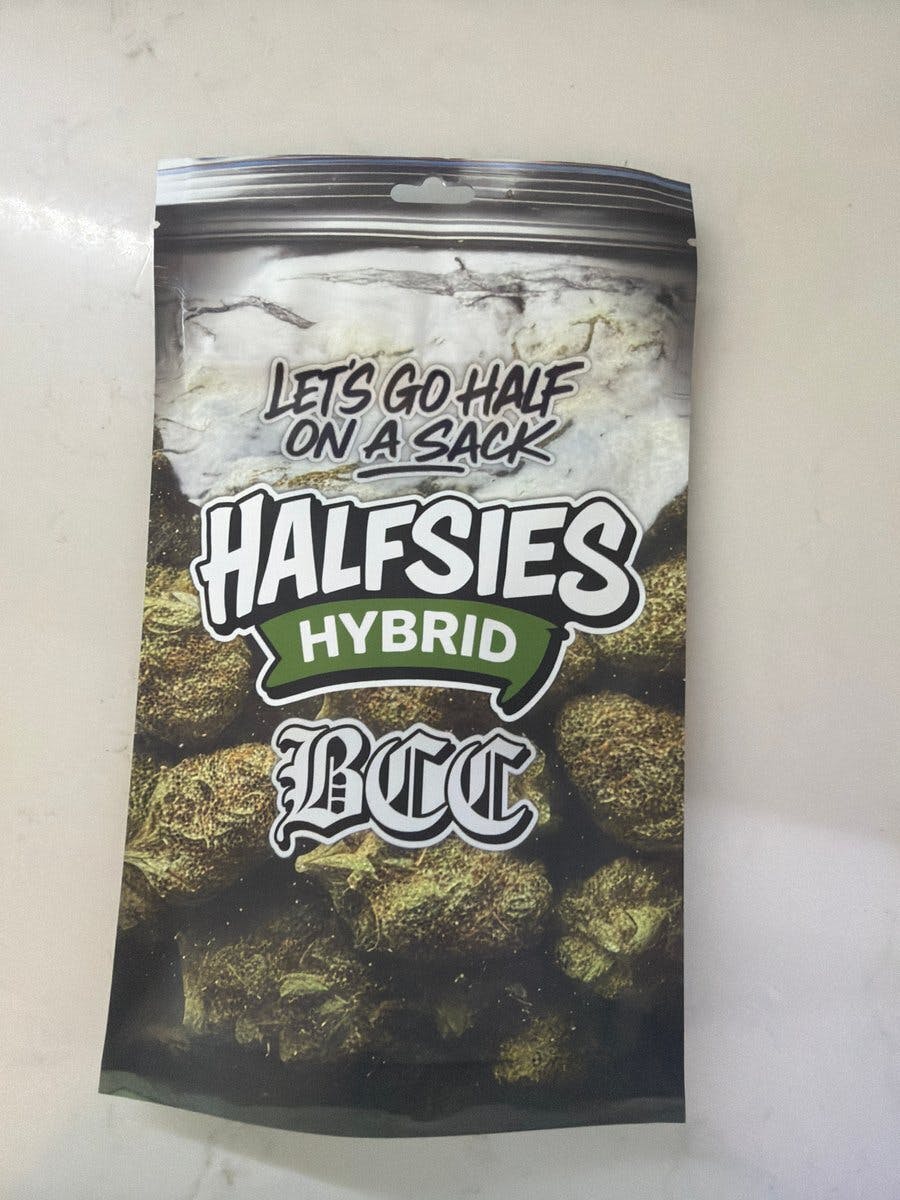 LET'S GO HALF
ON A SACK
HALFSIES
HYBRID
BCC